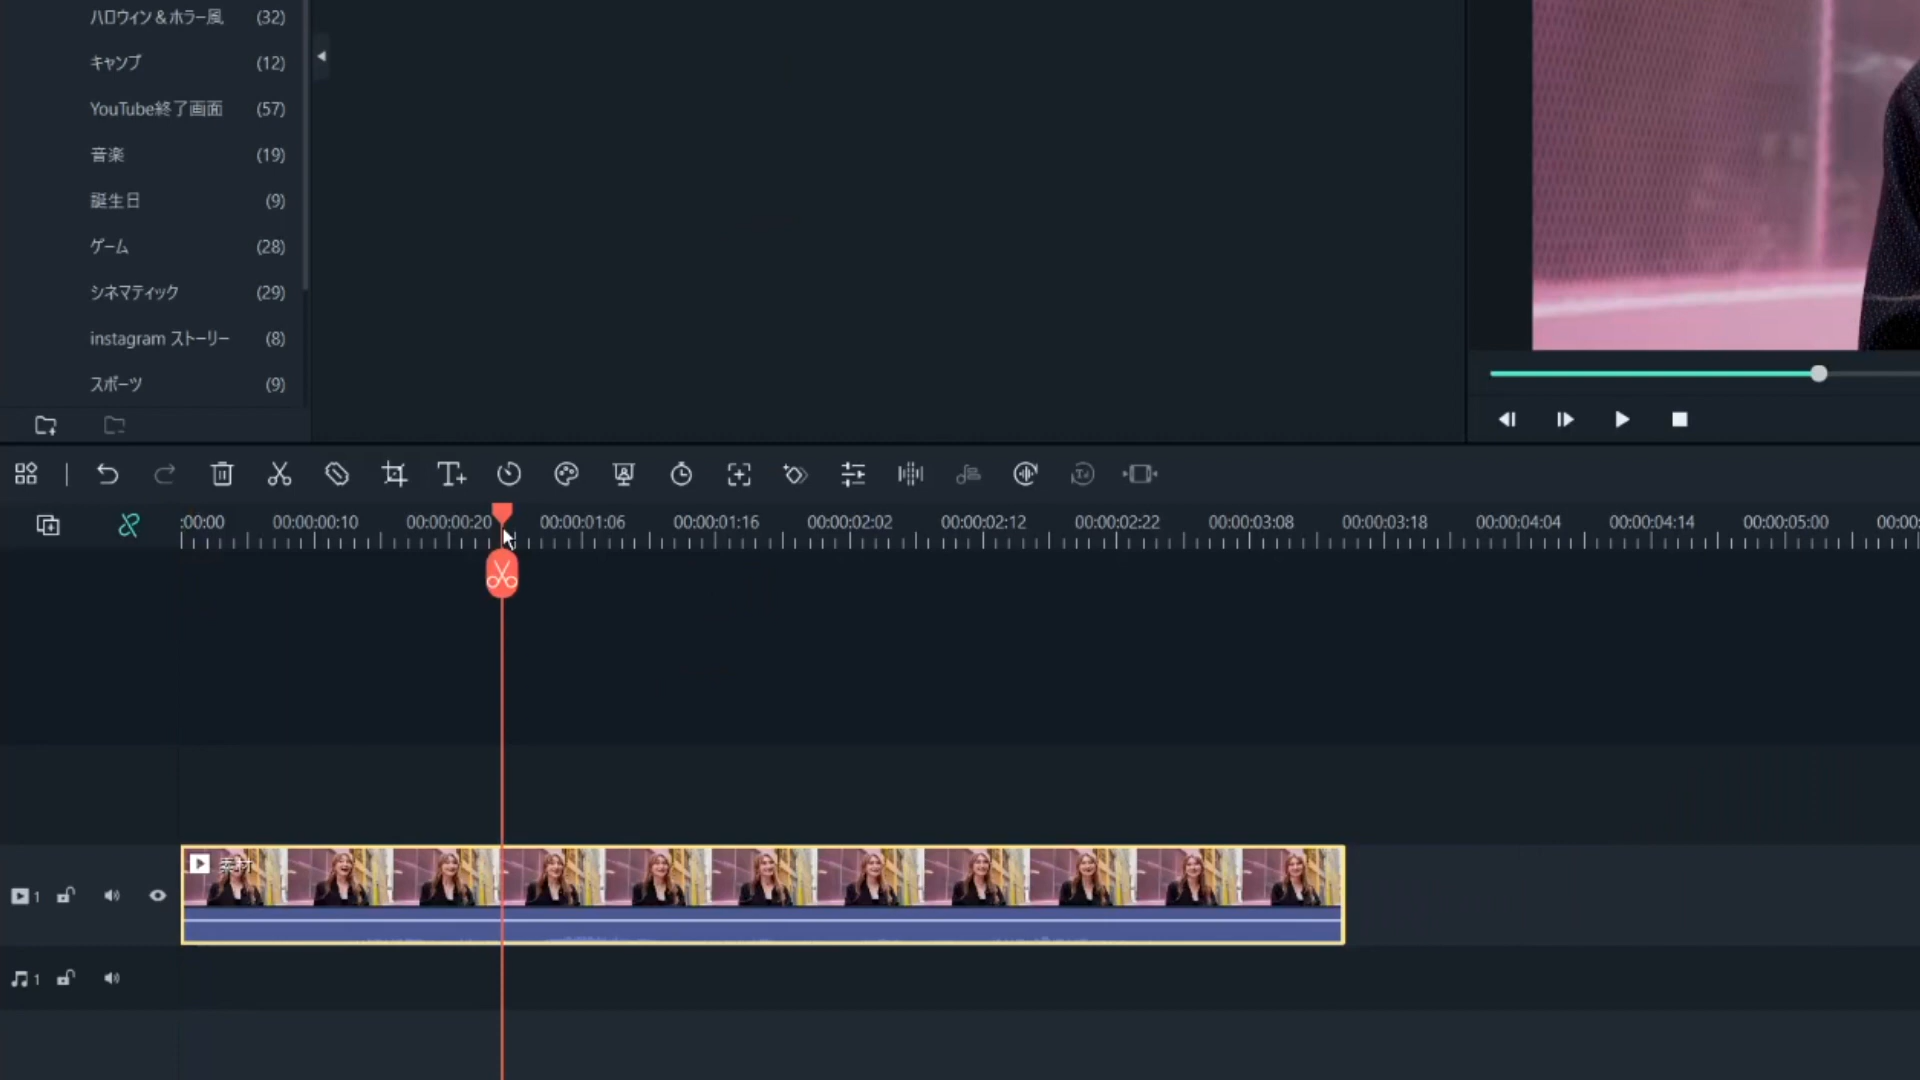 ハロウィン＆ホラー風 (32)
キャンプ (12)
YouTube終了画面 (57)
音楽 (19)
誕生日 (9)
ゲーム (28)
シネマティック (29)
instagram ストーリー (8)
スポーツ (9)
:00:00 00:00:00:10 00:00:00:20 00:00:01:06 00:00:01:16 00:00:02:02 00:00:02:12 00:00:02:22 00:00:03:08 00:00:03:18 00:00:04:04 00:00:04:14 00:00:05:00 00:00:
素材
1
1